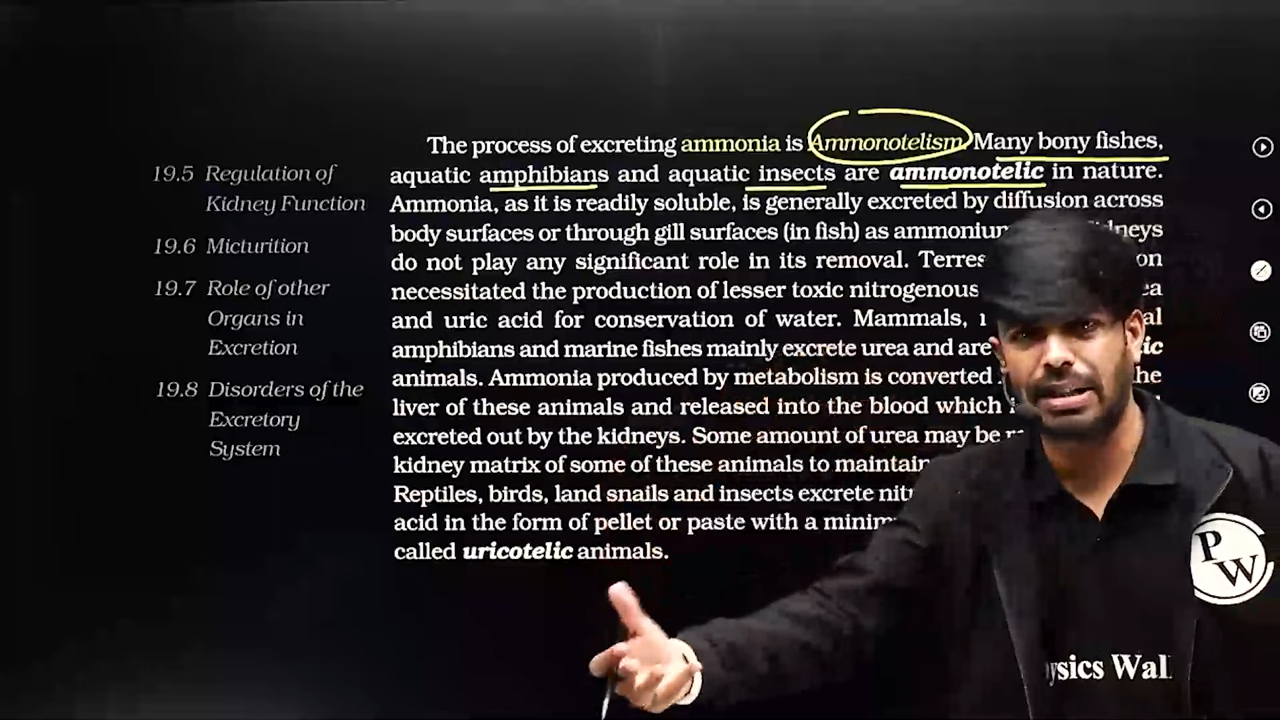 The process of excreting ammonia is Ammonotelism. Many bony fishes,
aquatic amphibians and aquatic insects are ammonotelic in nature.
Ammonia, as it is readily soluble, is generally excreted by diffusion across
body surfaces or through gill surfaces (in fish) as
do not play any significant role in its removal.
necessitated the production of lesser toxic nitrogenous
and uric acid for conservation of water. Mammals,
amphibians and marine fishes mainly excrete urea and are
animals. Ammonia produced by metabolism is converted the
liver of these animals and released into the blood which
excreted out by the kidneys. Some amount of urea may be
kidney matrix of some of these animals to maintain
Reptiles, birds, land snails and insects excrete
acid in the form of pellet or paste with a
called uricotelic animals.
19.5 Regulation of
Kidney Function
19.6 Micturition
19.7 Role of other
Organs in
Excretion
19.8 Disorders of the
Excretory
System
PW